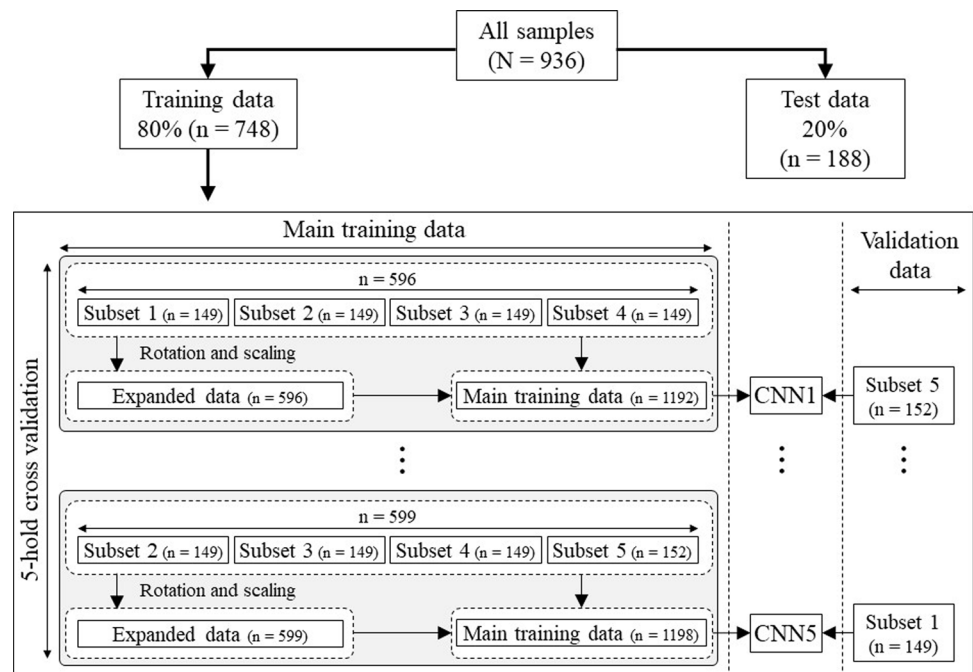 All samples
(N = 936)
Training data
80% (n = 748)
Test data
20%
(n = 188)
Main training data
Validation
data
5-hold cross validation
n = 596
Subset 1 (n = 149)
Subset 2 (n = 149)
Subset 3 (n = 149)
Subset 4 (n = 149)
Rotation and scaling
Expanded data (n = 596)
Main training data (n = 1192)
CNN1
Subset 5
(n = 152)
n = 599
Subset 2 (n = 149)
Subset 3 (n = 149)
Subset 4 (n = 149)
Subset 5 (n = 152)
Rotation and scaling
Expanded data (n = 599)
Main training data (n = 1198)
CNN5
Subset 1
(n = 149)